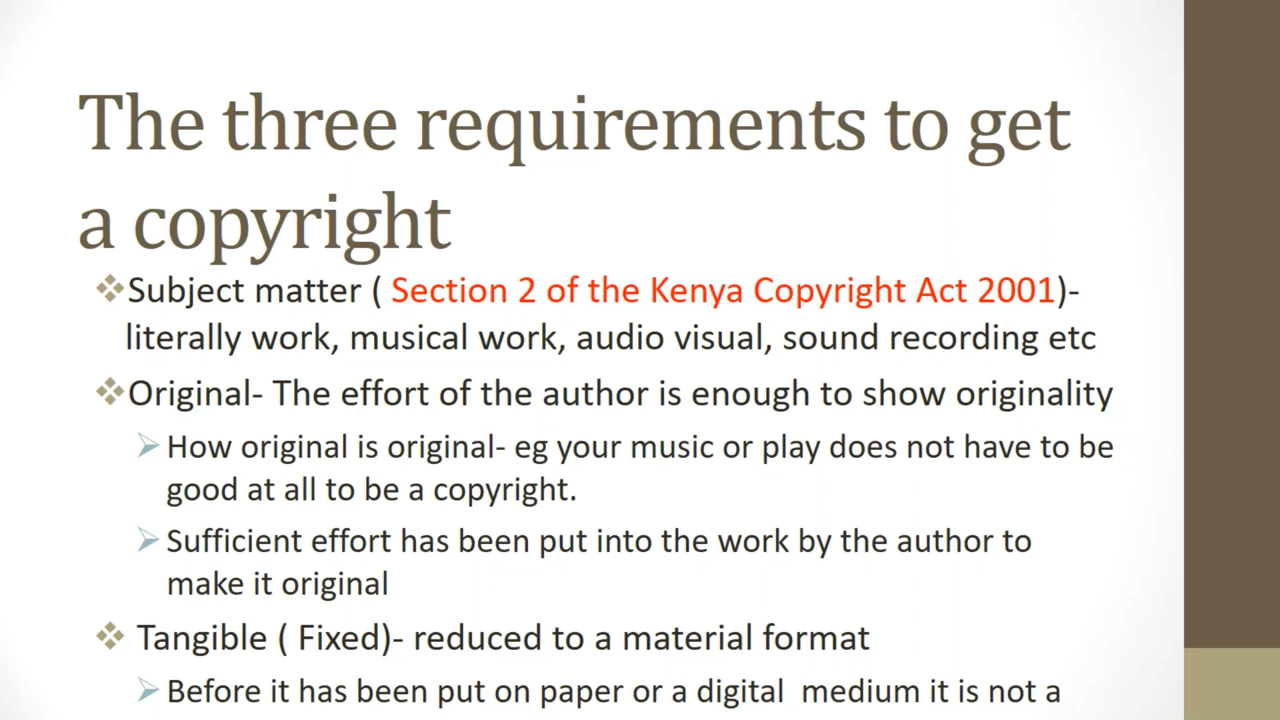 The three requirements to get
a copyright
❖Subject matter ( Section 2 of the Kenya Copyright Act 2001)-
literally work, musical work, audio visual, sound recording etc
❖Original- The effort of the author is enough to show originality
➢How original is original- eg your music or play does not have to be
good at all to be a copyright.
➢Sufficient effort has been put into the work by the author to
make it original
❖ Tangible ( Fixed)- reduced to a material format
➢Before it has been put on paper or a digital  medium it is not a